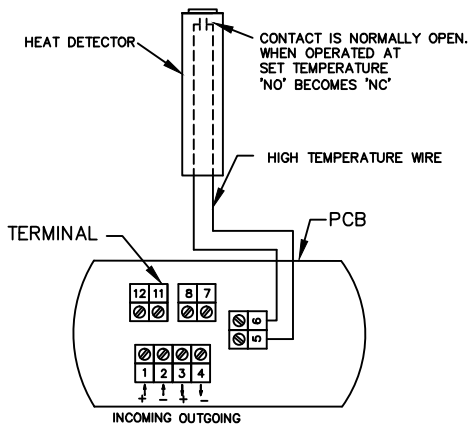 HEAT DETECTOR
CONTACT IS NORMALLY OPEN.
WHEN OPERATED AT
SET TEMPERATURE
'NO' BECOMES 'NC'
HIGH TEMPERATURE WIRE
PCB
TERMINAL
12 11 8 7
6
5
1 2 3 4
+ - + -
INCOMING OUTGOING